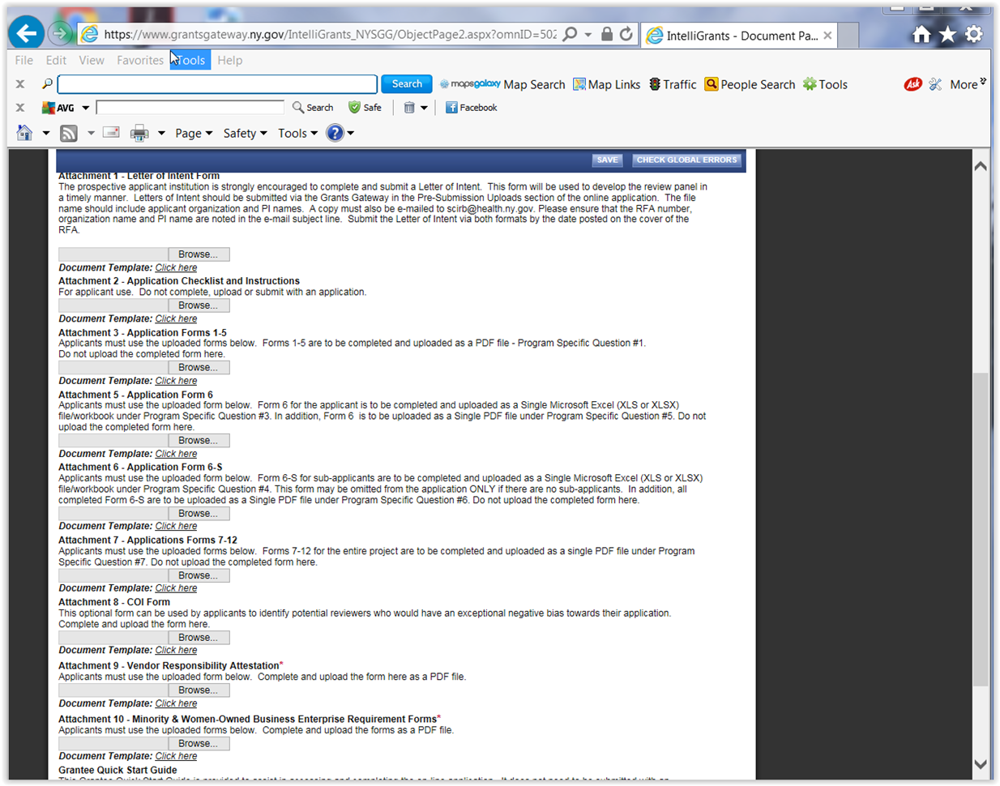 https://www.grantsgateway.ny.gov/IntelliGrants_NYSGG/ObjectPage2.aspx?omnID=502
IntelliGrants - Document Pa...
File Edit View Favorites Tools Help
Search mapsgalaxy Map Search Map Links Traffic People Search Tools Ask More
AVG Search Safe Facebook
Page Safety Tools
SAVE CHECK GLOBAL ERRORS
Attachment 1 - Letter of Intent Form
The prospective applicant institution is strongly encouraged to complete and submit a Letter of Intent. This form will be used to develop the review panel in
a timely manner. Letters of Intent should be submitted via the Grants Gateway in the Pre-Submission Uploads section of the online application. The file
name should include applicant organization and PI names. A copy must also be e-mailed to scirb@health.ny.gov. Please ensure that the RFA number,
organization name and PI name are noted in the e-mail subject line. Submit the Letter of Intent via both formats by the date posted on the cover of the
RFA.
Browse...
Document Template: Click here
Attachment 2 - Application Checklist and Instructions
For applicant use. Do not complete, upload or submit with an application.
Browse...
Document Template: Click here
Attachment 3 - Application Forms 1-5
Applicants must use the uploaded forms below. Forms 1-5 are to be completed and uploaded as a PDF file - Program Specific Question #1.
Do not upload the completed form here.
Browse...
Document Template: Click here
Attachment 5 - Application Form 6
Applicants must use the uploaded form below. Form 6 for the applicant is to be completed and uploaded as a Single Microsoft Excel (XLS or XLSX)
file/workbook under Program Specific Question #3. In addition, Form 6 is to be uploaded as a Single PDF file under Program Specific Question #5. Do not
upload the completed form here.
Browse...
Document Template: Click here
Attachment 6 - Application Form 6-S
Applicants must use the uploaded form below. Form 6-S for sub-applicants are to be completed and uploaded as a Single Microsoft Excel (XLS or XLSX)
file/workbook under Program Specific Question #4. This form may be omitted from the application ONLY if there are no sub-applicants. In addition, all
completed Form 6-S are to be uploaded as a Single PDF file under Program Specific Question #6. Do not upload the completed form here.
Browse...
Document Template: Click here
Attachment 7 - Applications Forms 7-12
Applicants must use the uploaded forms below. Forms 7-12 for the entire project are to be completed and uploaded as a single PDF file under Program
Specific Question #7. Do not upload the completed form here.
Browse...
Document Template: Click here
Attachment 8 - COI Form
This optional form can be used by applicants to identify potential reviewers who would have an exceptional negative bias towards their application.
Complete and upload the form here.
Browse...
Document Template: Click here
Attachment 9 - Vendor Responsibility Attestation*
Applicants must use the uploaded form below. Complete and upload the form here as a PDF file.
Browse...
Document Template: Click here
Attachment 10 - Minority & Women-Owned Business Enterprise Requirement Forms*
Applicants must use the uploaded forms below. Complete and upload the forms as a PDF file.
Browse...
Document Template: Click here
Grantee Quick Start Guide